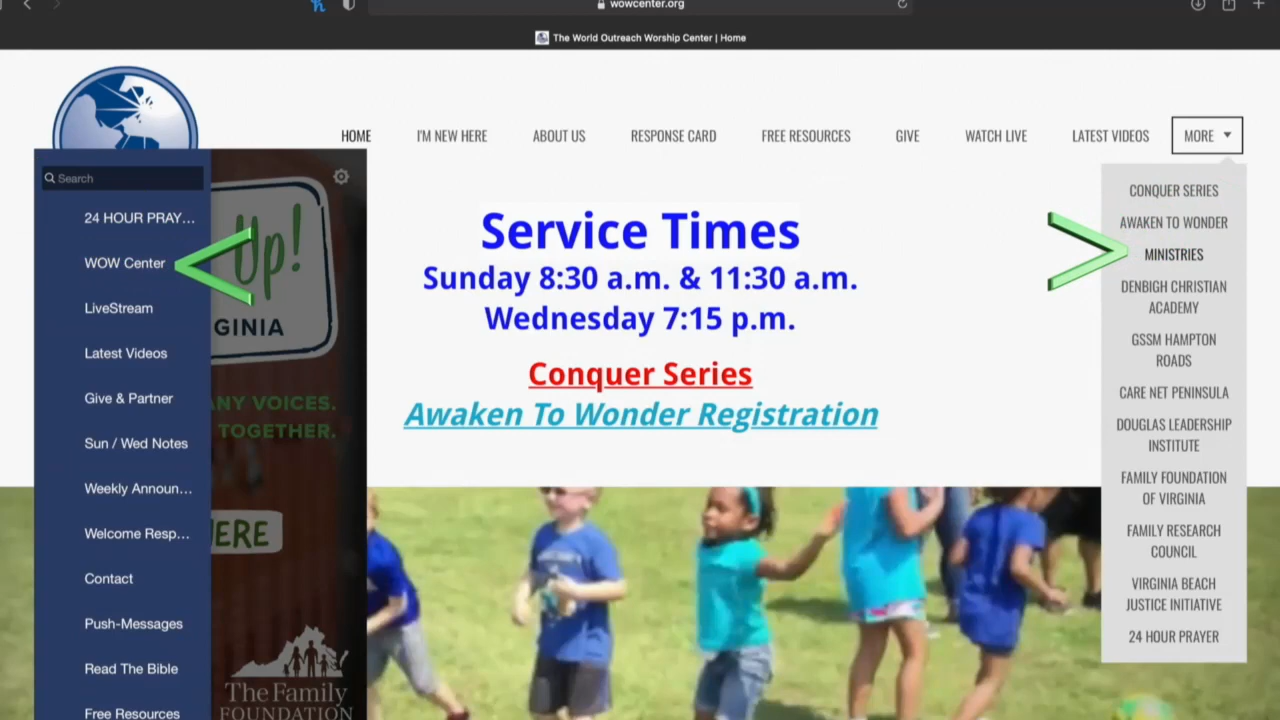 wowcenter.org
The World Outreach Worship Center | Home
HOME
I'M NEW HERE
ABOUT US
RESPONSE CARD
FREE RESOURCES
GIVE
WATCH LIVE
LATEST VIDEOS
MORE
Search
24 HOUR PRAY...
WOW Center
LiveStream
Latest Videos
Give & Partner
Sun / Wed Notes
Weekly Announ...
Welcome Resp...
Contact
Push-Messages
Read The Bible
Free Resources
Up!
GINIA
ANY VOICES.
TOGETHER.
HERE
The Family
FOUNDATION
Service Times
Sunday 8:30 a.m. & 11:30 a.m.
Wednesday 7:15 p.m.
Conquer Series
Awaken To Wonder Registration
CONQUER SERIES
AWAKEN TO WONDER
MINISTRIES
DENBIGH CHRISTIAN
ACADEMY
GSSM HAMPTON
ROADS
CARE NET PENINSULA
DOUGLAS LEADERSHIP
INSTITUTE
FAMILY FOUNDATION
OF VIRGINIA
FAMILY RESEARCH
COUNCIL
VIRGINIA BEACH
JUSTICE INITIATIVE
24 HOUR PRAYER